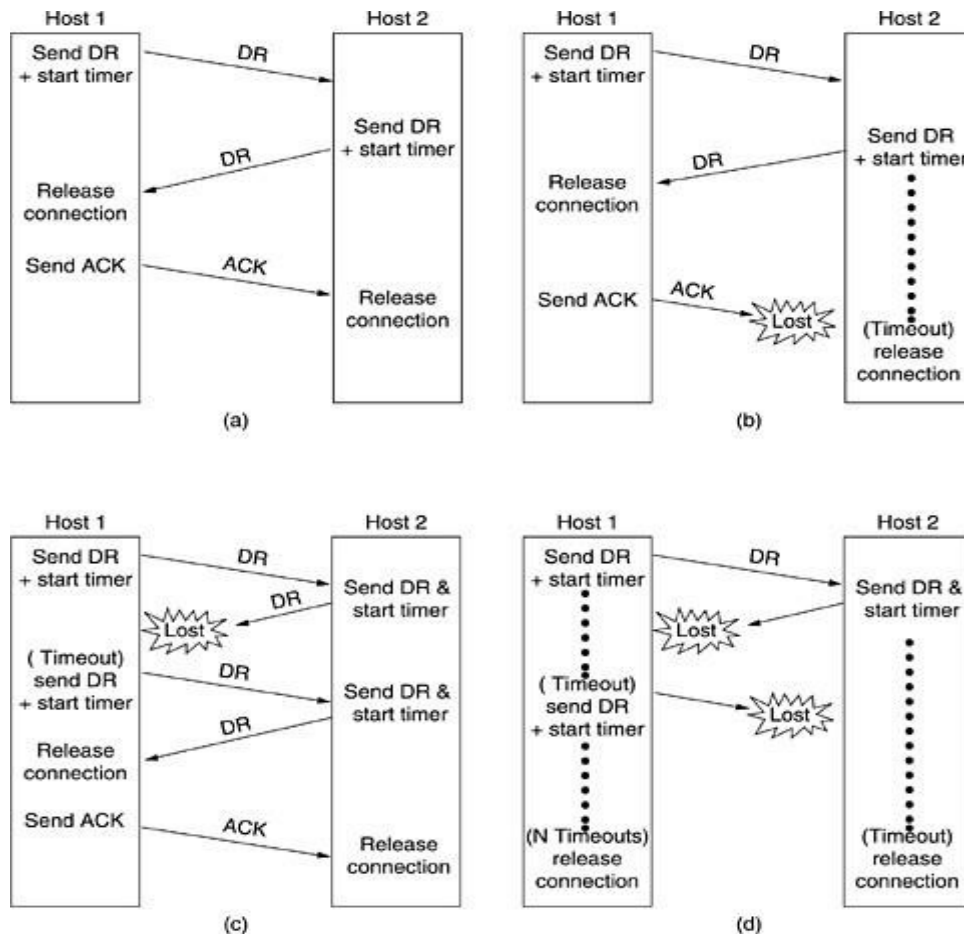 Host 1
Host 2
Send DR
+ start timer
DR
Send DR
+ start timer
DR
Release
connection
Send ACK
ACK
Release
connection
(a)
Host 1
Host 2
Send DR
+ start timer
DR
Send DR
+ start timer
DR
Release
connection
Send ACK
ACK
Lost
(Timeout)
release
connection
(b)
Host 1
Host 2
Send DR
+ start timer
DR
Send DR &
start timer
DR
Lost
( Timeout)
send DR
+ start timer
DR
Send DR &
start timer
DR
Release
connection
Send ACK
ACK
Release
connection
(c)
Host 1
Host 2
Send DR
+ start timer
DR
Send DR &
start timer
Lost
( Timeout)
send DR
+ start timer
Lost
(N Timeouts)
release
connection
(Timeout)
release
connection
(d)